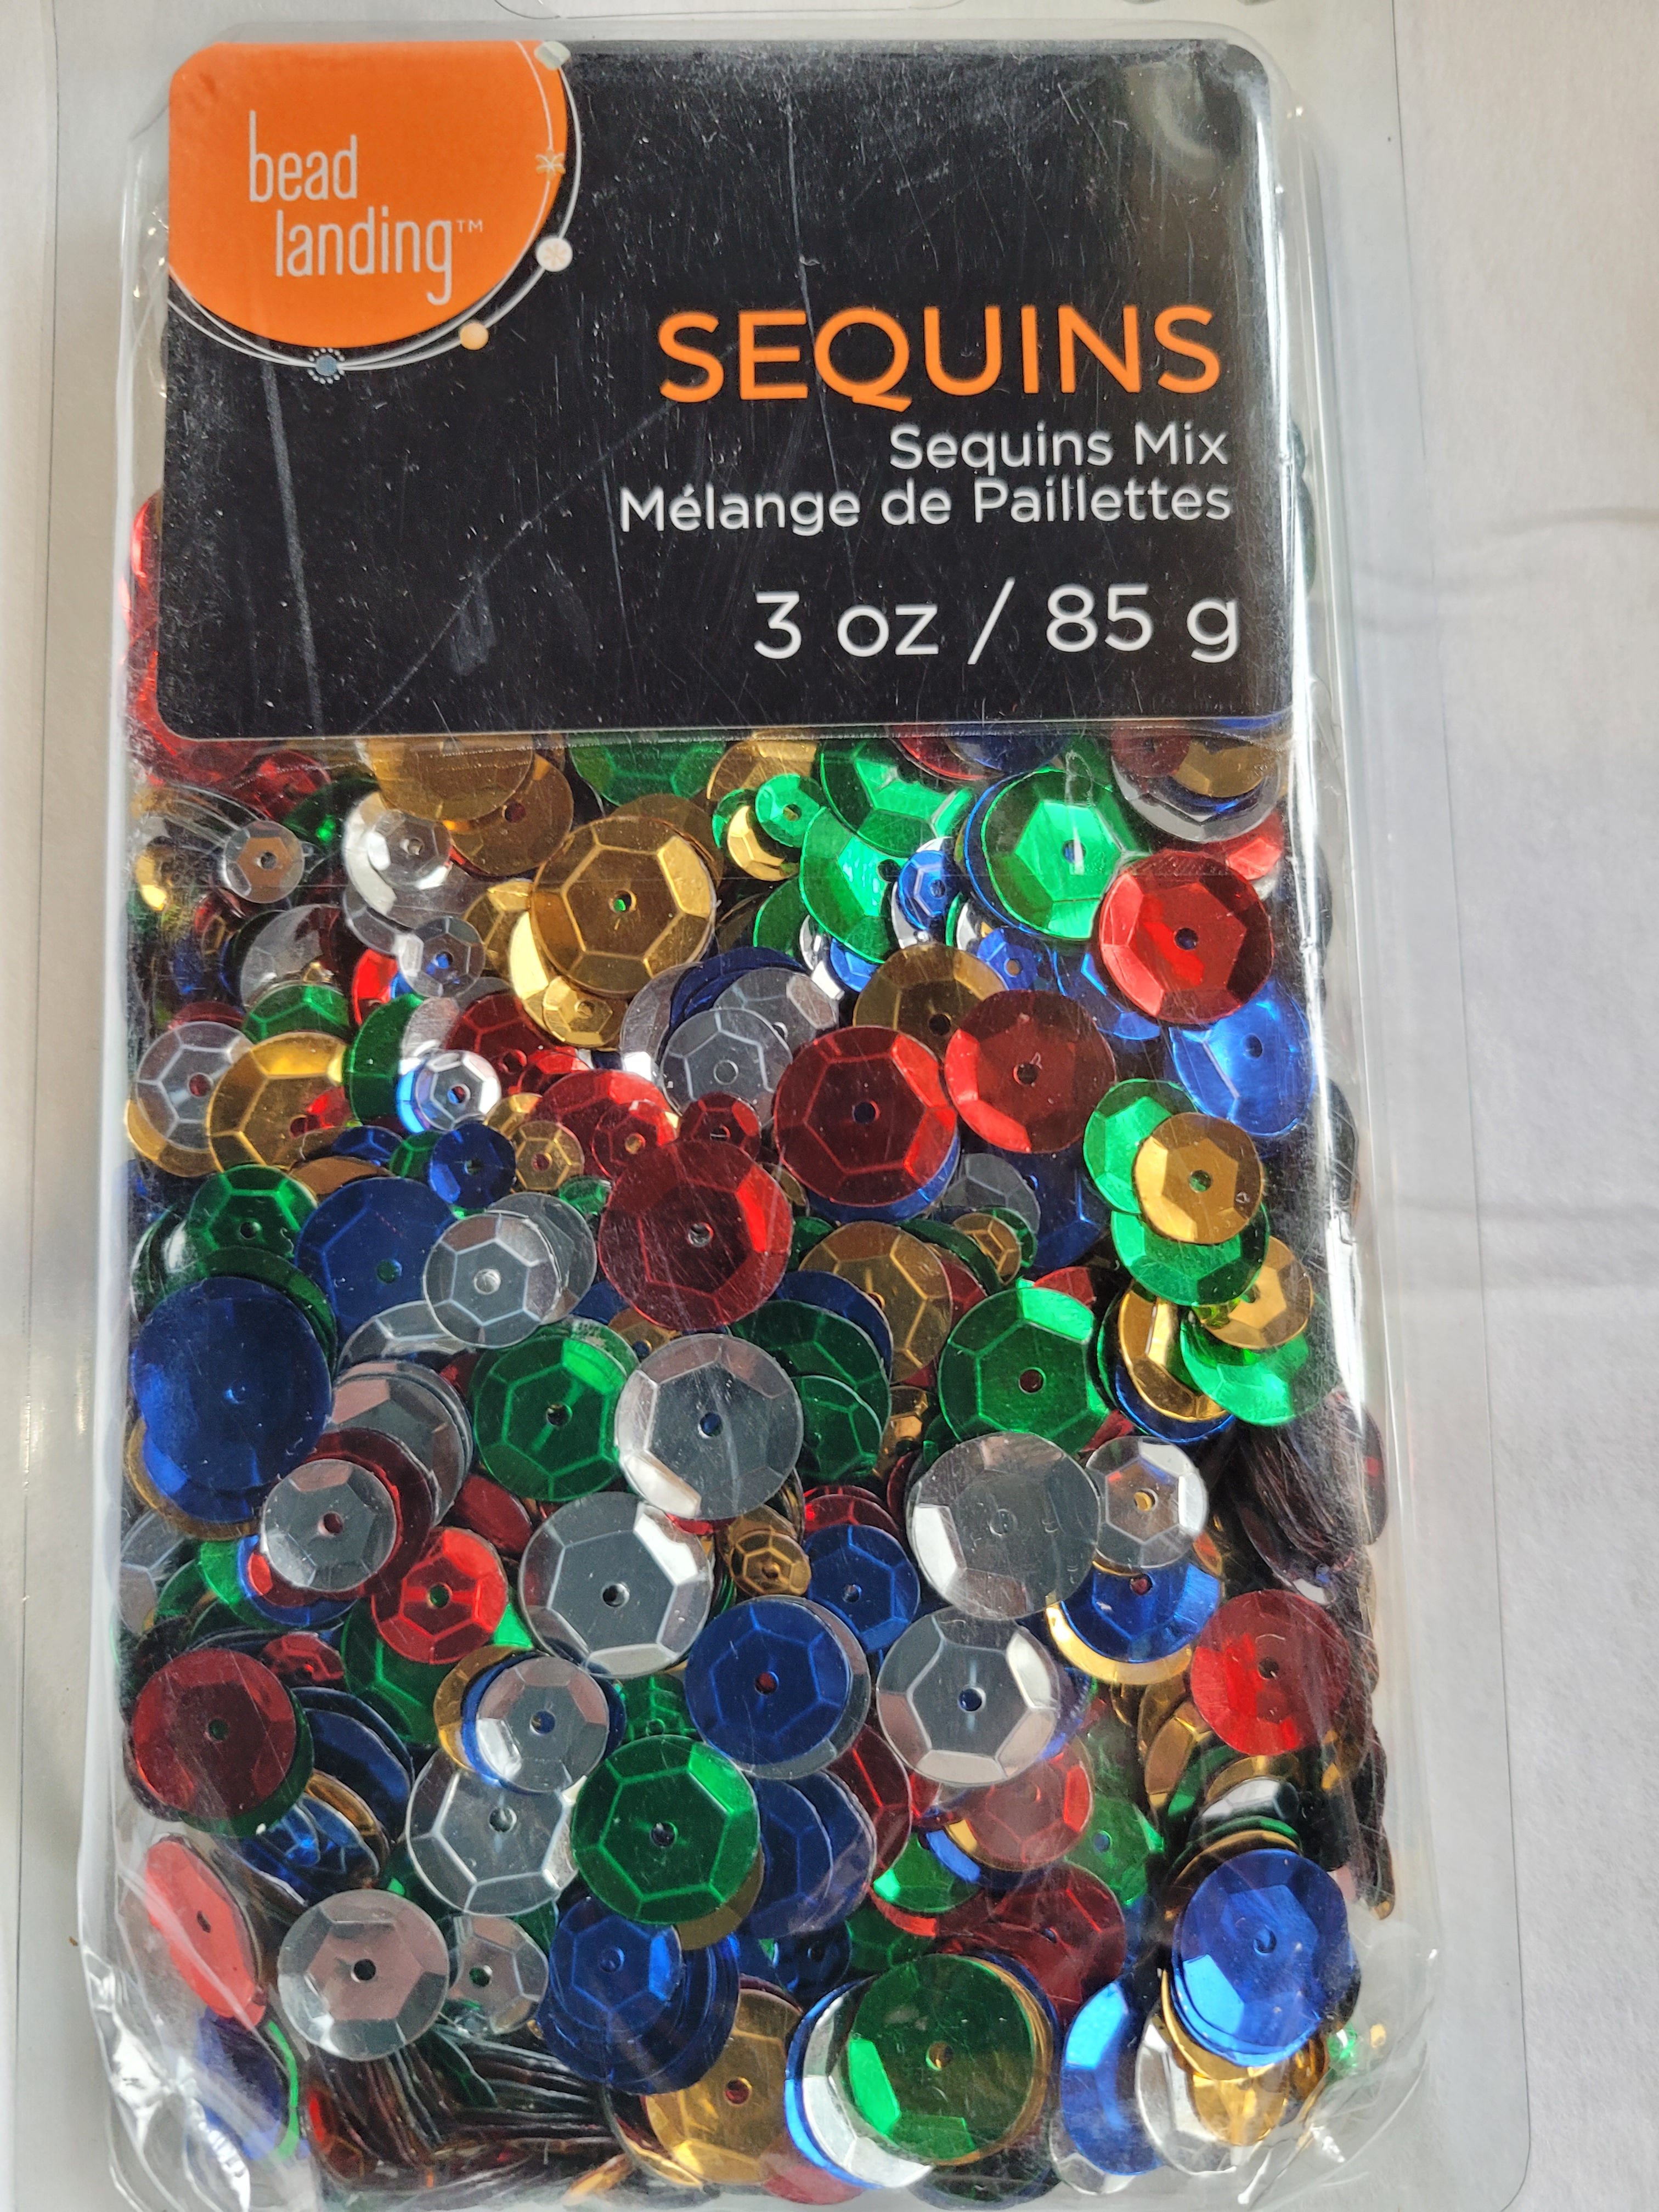 bead
landing™
SEQUINS
Sequins Mix
Mélange de Paillettes
3 oz / 85 g